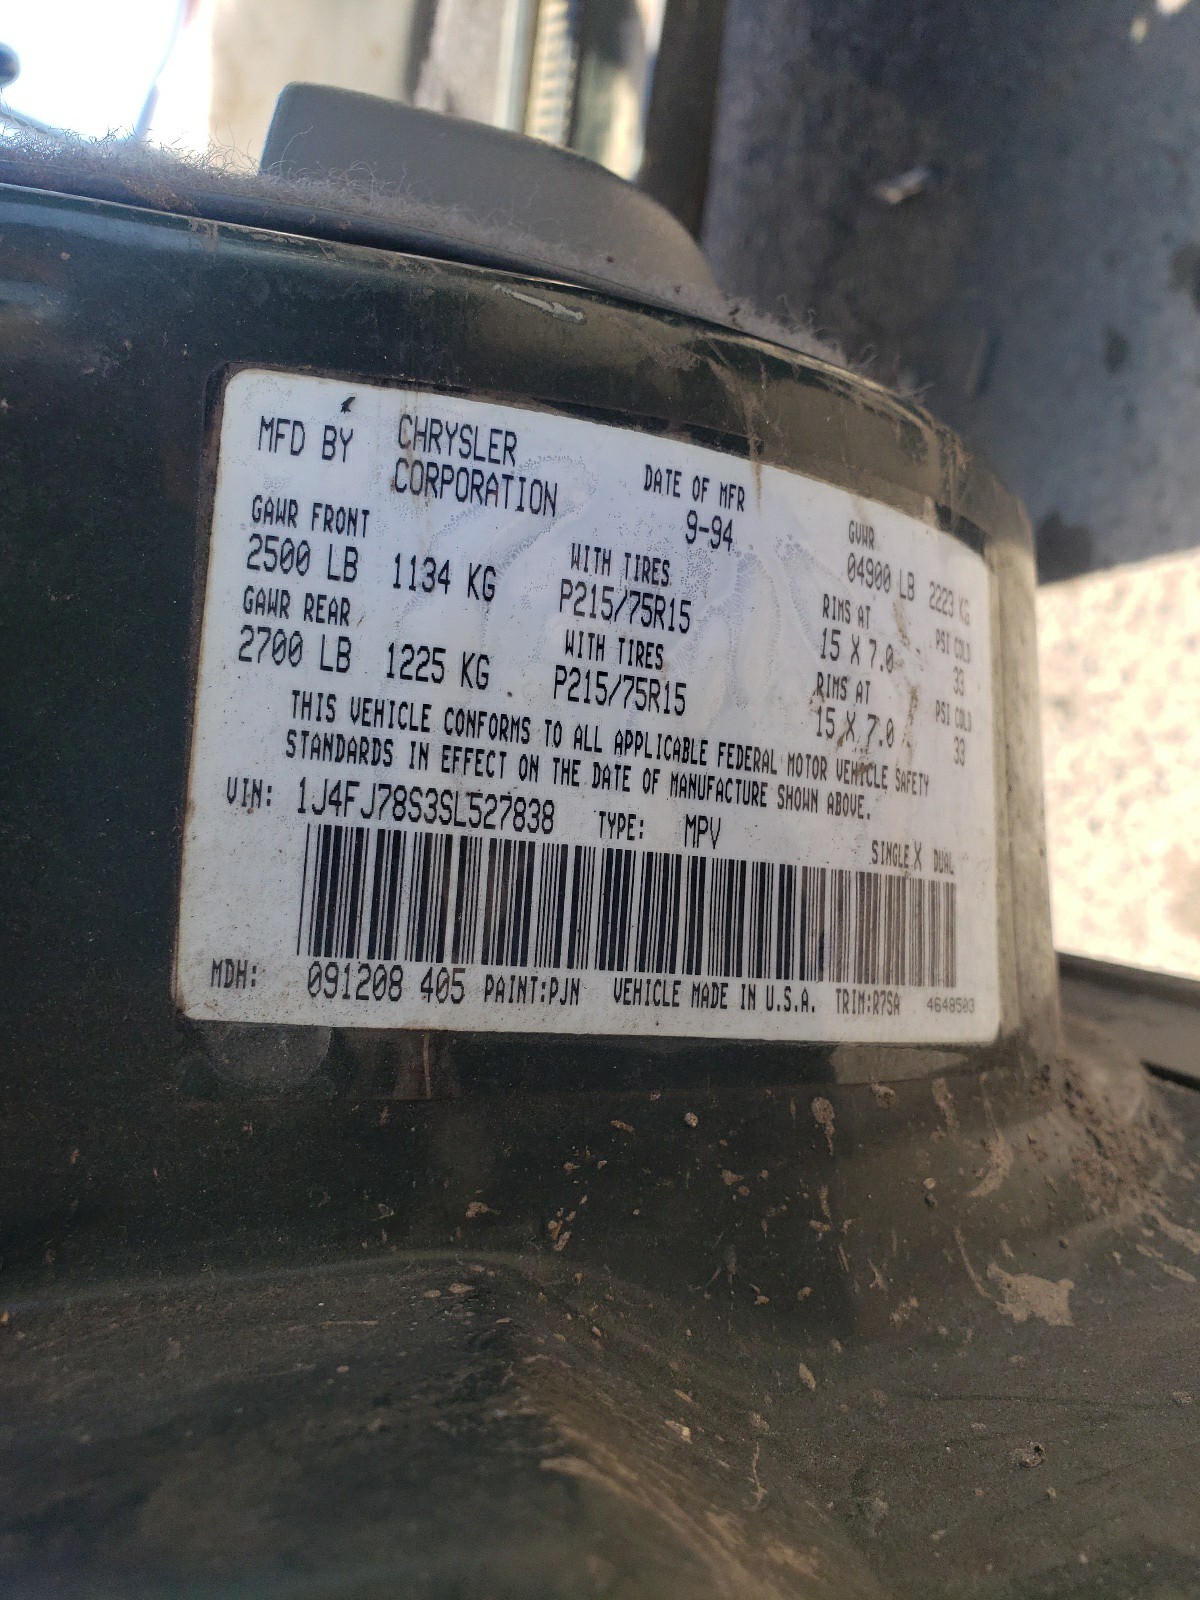 MFD BY CHRYSLER CORPORATION DATE OF MFR 9-94 GVWR 04900 LB 2223 KG
GAWR FRONT WITH TIRES RIMS AT PSI COLD
2500 LB 1134 KG P215/75R15 15 X 7.0 33
GAWR REAR WITH TIRES RIMS AT PSI COLD
2700 LB 1225 KG P215/75R15 15 X 7.0 33
THIS VEHICLE CONFORMS TO ALL APPLICABLE FEDERAL MOTOR VEHICLE SAFETY
STANDARDS IN EFFECT ON THE DATE OF MANUFACTURE SHOWN ABOVE.
VIN: 1J4FJ78S3SL527838 TYPE: MPV SINGLE X DUAL
MDH: 091208 405 PAINT:PJN VEHICLE MADE IN U.S.A. TRIM:R7SA 4648503